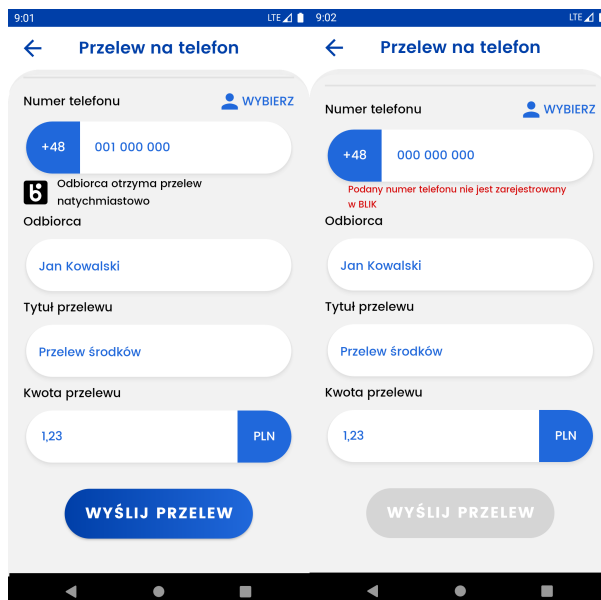 9:01
LTE
Przelew na telefon
Numer telefonu
WYBIERZ
+48
001 000 000
Odbiorca otrzyma przelew
natychmiastowo
Odbiorca
Jan Kowalski
Tytuł przelewu
Przelew środków
Kwota przelewu
1,23
PLN
WYŚLIJ PRZELEW
9:02
LTE
Przelew na telefon
Numer telefonu
WYBIERZ
+48
000 000 000
Podany numer telefonu nie jest zarejestrowany
w BLIK
Odbiorca
Jan Kowalski
Tytuł przelewu
Przelew środków
Kwota przelewu
1,23
PLN
WYŚLIJ PRZELEW